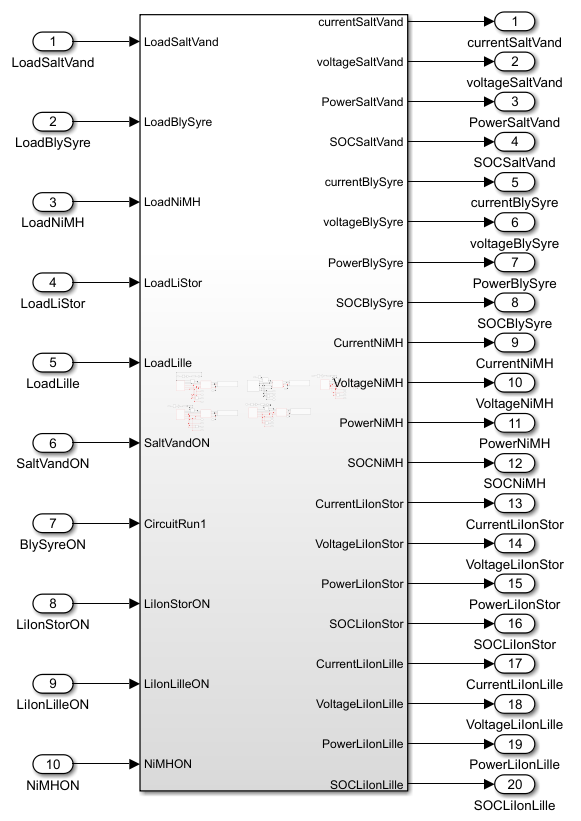 1
LoadSaltVand
2
LoadBlySyre
3
LoadNiMH
4
LoadLiStor
5
LoadLille
6
SaltVandON
7
BlySyreON
8
LiIonStorON
9
LiIonLilleON
10
NiMHON
LoadSaltVand
LoadBlySyre
LoadNiMH
LoadLiStor
LoadLille
SaltVandON
CircuitRun1
LiIonStorON
LiIonLilleON
NiMHON
currentSaltVand
voltageSaltVand
PowerSaltVand
SOCSaltVand
currentBlySyre
voltageBlySyre
PowerBlySyre
SOCBlySyre
CurrentNiMH
VoltageNiMH
PowerNiMH
SOCNiMH
CurrentLiIonStor
VoltageLiIonStor
PowerLiIonStor
SOCLiIonStor
CurrentLiIonLille
VoltageLiIonLille
PowerLiIonLille
SOCLiIonLille
1
currentSaltVand
2
voltageSaltVand
3
PowerSaltVand
4
SOCSaltVand
5
currentBlySyre
6
voltageBlySyre
7
PowerBlySyre
8
SOCBlySyre
9
CurrentNiMH
10
VoltageNiMH
11
PowerNiMH
12
SOCNiMH
13
CurrentLiIonStor
14
VoltageLiIonStor
15
PowerLiIonStor
16
SOCLiIonStor
17
CurrentLiIonLille
18
VoltageLiIonLille
19
PowerLiIonLille
20
SOCLiIonLille